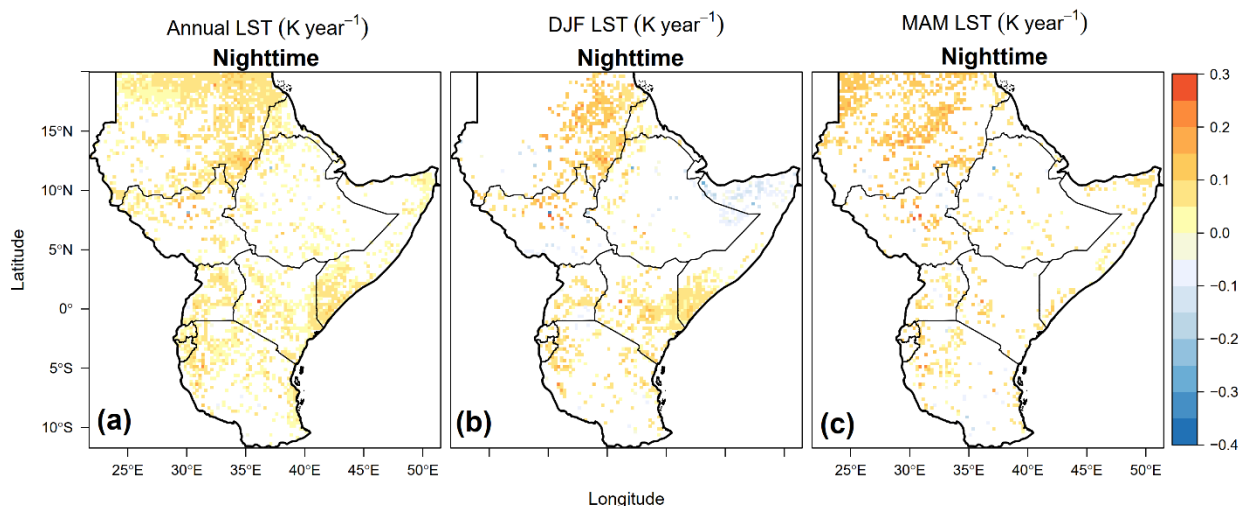 Annual LST (K year⁻¹)
Nighttime
DJF LST (K year⁻¹)
Nighttime
MAM LST (K year⁻¹)
Nighttime
Latitude
15°N
10°N
5°N
0°
5°S
10°S
(a)
(b)
(c)
0.3
0.2
0.1
0.0
−0.1
−0.2
−0.3
−0.4
25°E 30°E 35°E 40°E 45°E 50°E
25°E 30°E 35°E 40°E 45°E 50°E
Longitude